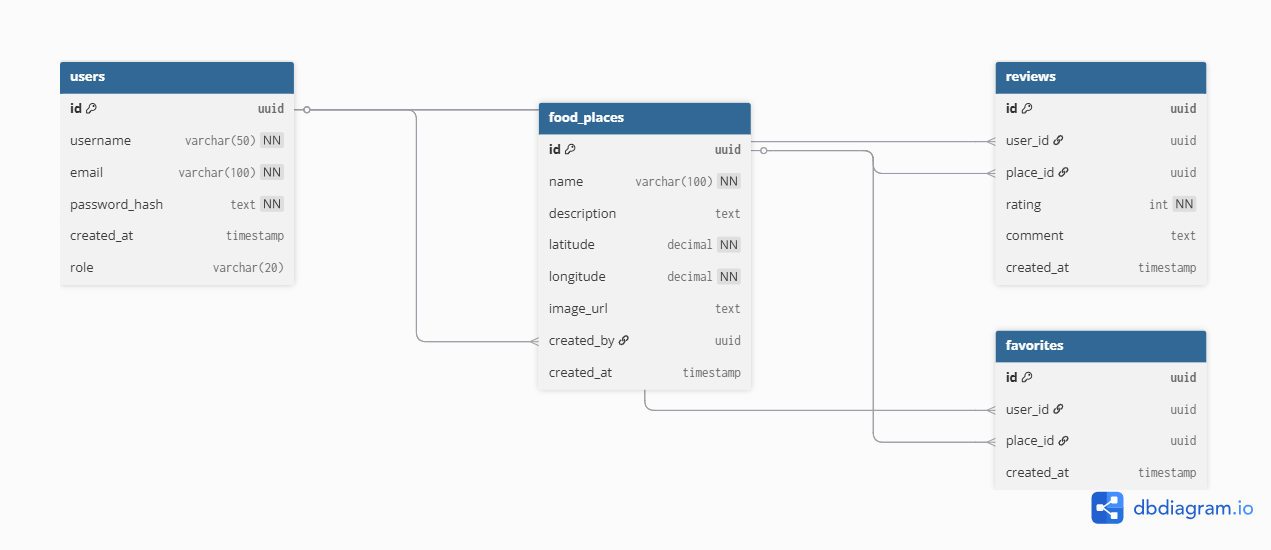 users
id uuid
username varchar(50) NN
email varchar(100) NN
password_hash text NN
created_at timestamp
role varchar(20)
food_places
id uuid
name varchar(100) NN
description text
latitude decimal NN
longitude decimal NN
image_url text
created_by uuid
created_at timestamp
reviews
id uuid
user_id uuid
place_id uuid
rating int NN
comment text
created_at timestamp
favorites
id uuid
user_id uuid
place_id uuid
created_at timestamp
dbdiagram.io